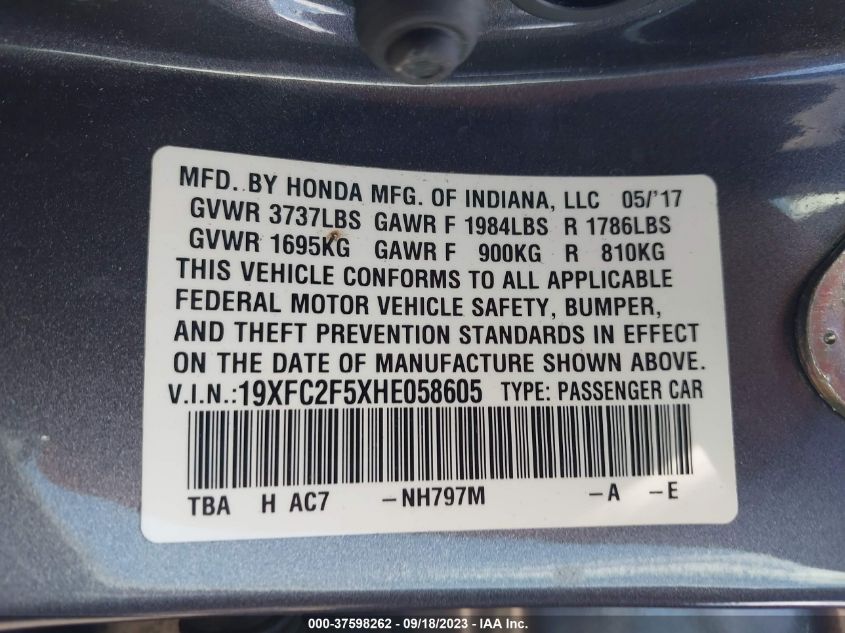 MFD. BY HONDA MFG. OF INDIANA, LLC 05/'17
GVWR 3737LBS GAWR F 1984LBS R 1786LBS
GVWR 1695KG GAWR F 900KG R 810KG
THIS VEHICLE CONFORMS TO ALL APPLICABLE
FEDERAL MOTOR VEHICLE SAFETY, BUMPER,
AND THEFT PREVENTION STANDARDS IN EFFECT
ON THE DATE OF MANUFACTURE SHOWN ABOVE.
V.I.N.:19XFC2F5XHE058605 TYPE: PASSENGER CAR
TBA H AC7 -NH797M -A -E
000-37598262 - 09/18/2023 - IAA Inc.